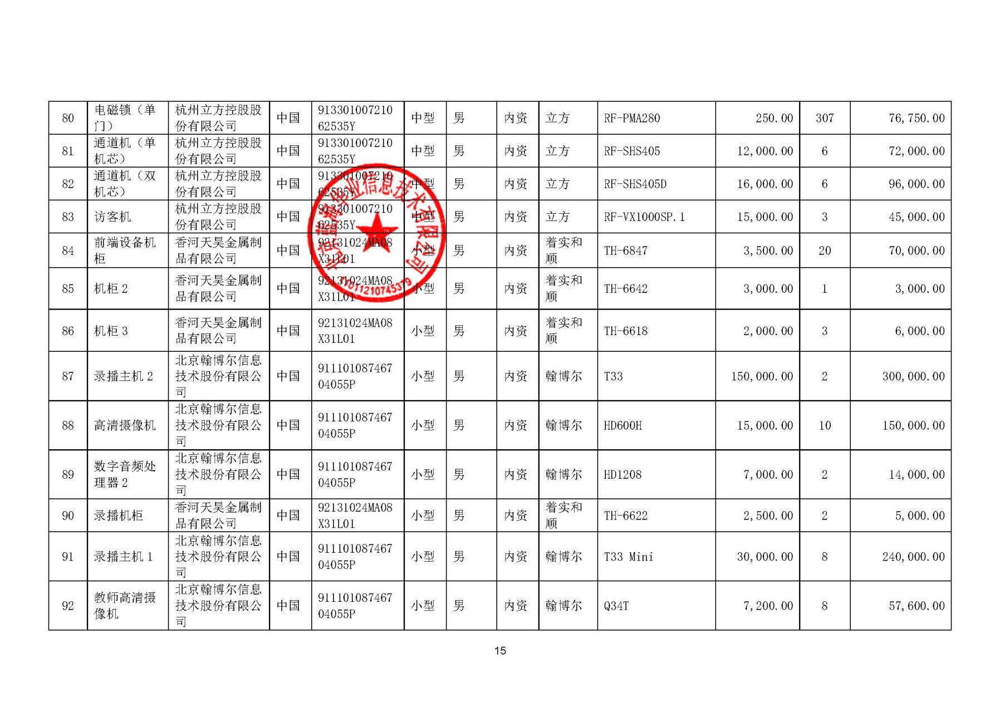 80 电磁锁（单 杭州立方控股股 中国 913301007210 中型 男 内资 立方 RF-PMA280 250.00 307 76,750.00
门） 份有限公司 62535Y
81 通道机（单 杭州立方控股股 中国 913301007210 中型 男 内资 立方 RF-SHS405 12,000.00 6 72,000.00
机芯） 份有限公司 62535Y
82 通道机（双 杭州立方控股股 中国 913301007210 中型 男 内资 立方 RF-SHS405D 16,000.00 6 96,000.00
机芯） 份有限公司 62535Y
83 访客机 杭州立方控股股 中国 913301007210 中型 男 内资 立方 RF-VX1000SP.1 15,000.00 3 45,000.00
份有限公司 62535Y
84 前端设备机 香河天昊金属制 中国 92131024MA08 小型 男 内资 着实和 TH-6847 3,500.00 20 70,000.00
柜 品有限公司 X31L01 顺
85 机柜 2 香河天昊金属制 中国 92131024MA08 小型 男 内资 着实和 TH-6642 3,000.00 1 3,000.00
品有限公司 X31L01 顺
86 机柜 3 香河天昊金属制 中国 92131024MA08 小型 男 内资 着实和 TH-6618 2,000.00 3 6,000.00
品有限公司 X31L01 顺
87 录播主机 2 北京翰博尔信息 中国 911101087467 小型 男 内资 翰博尔 T33 150,000.00 2 300,000.00
技术股份有限公 04055P
司
88 高清摄像机 北京翰博尔信息 中国 911101087467 小型 男 内资 翰博尔 HD600H 15,000.00 10 150,000.00
技术股份有限公 04055P
司
89 数字音频处 北京翰博尔信息 中国 911101087467 小型 男 内资 翰博尔 HD1208 7,000.00 2 14,000.00
理器 2 技术股份有限公 04055P
司
90 录播机柜 香河天昊金属制 中国 92131024MA08 小型 男 内资 着实和 TH-6622 2,500.00 2 5,000.00
品有限公司 X31L01 顺
91 录播主机 1 北京翰博尔信息 中国 911101087467 小型 男 内资 翰博尔 T33 Mini 30,000.00 8 240,000.00
技术股份有限公 04055P
司
92 教师高清摄 北京翰博尔信息 中国 911101087467 小型 男 内资 翰博尔 Q34T 7,200.00 8 57,600.00
像机 技术股份有限公 04055P
司
北京蓝海华业信息技术有限公司
11011210745379
15